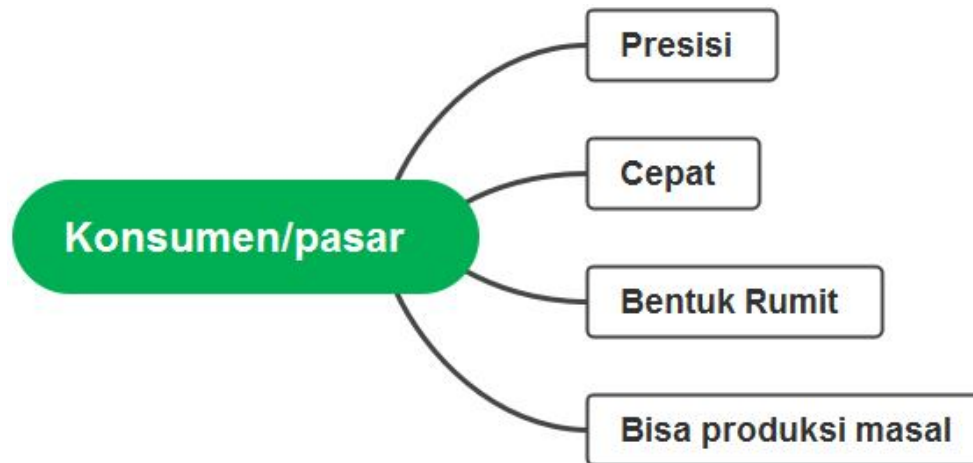 Konsumen/pasar
Presisi
Cepat
Bentuk Rumit
Bisa produksi masal